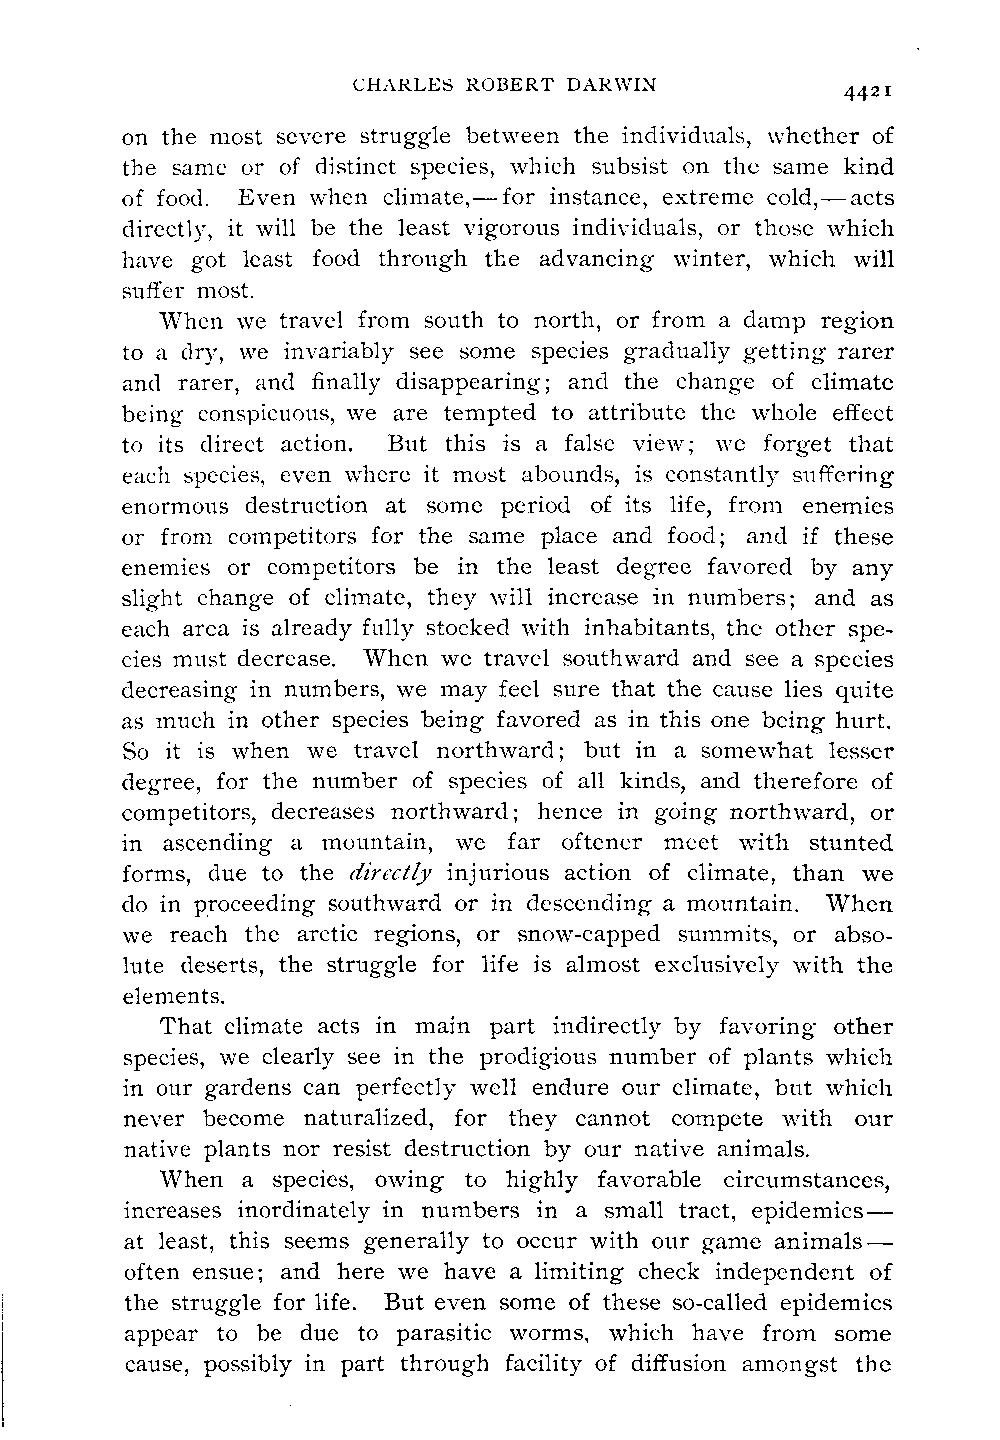 CHARLES ROBERT DARWIN 4421
on the most severe struggle between the individuals, whether of
the same or of distinct species, which subsist on the same kind
of food. Even when climate,—for instance, extreme cold,—acts
directly, it will be the least vigorous individuals, or those which
have got least food through the advancing winter, which will
suffer most.
When we travel from south to north, or from a damp region
to a dry, we invariably see some species gradually getting rarer
and rarer, and finally disappearing; and the change of climate
being conspicuous, we are tempted to attribute the whole effect
to its direct action. But this is a false view; we forget that
each species, even where it most abounds, is constantly suffering
enormous destruction at some period of its life, from enemies
or from competitors for the same place and food; and if these
enemies or competitors be in the least degree favored by any
slight change of climate, they will increase in numbers; and as
each area is already fully stocked with inhabitants, the other spe-
cies must decrease. When we travel southward and see a species
decreasing in numbers, we may feel sure that the cause lies quite
as much in other species being favored as in this one being hurt.
So it is when we travel northward; but in a somewhat lesser
degree, for the number of species of all kinds, and therefore of
competitors, decreases northward; hence in going northward, or
in ascending a mountain, we far oftener meet with stunted
forms, due to the directly injurious action of climate, than we
do in proceeding southward or in descending a mountain. When
we reach the arctic regions, or snow-capped summits, or abso-
lute deserts, the struggle for life is almost exclusively with the
elements.
That climate acts in main part indirectly by favoring other
species, we clearly see in the prodigious number of plants which
in our gardens can perfectly well endure our climate, but which
never become naturalized, for they cannot compete with our
native plants nor resist destruction by our native animals.
When a species, owing to highly favorable circumstances,
increases inordinately in numbers in a small tract, epidemics—
at least, this seems generally to occur with our game animals—
often ensue; and here we have a limiting check independent of
the struggle for life. But even some of these so-called epidemics
appear to be due to parasitic worms, which have from some
cause, possibly in part through facility of diffusion amongst the